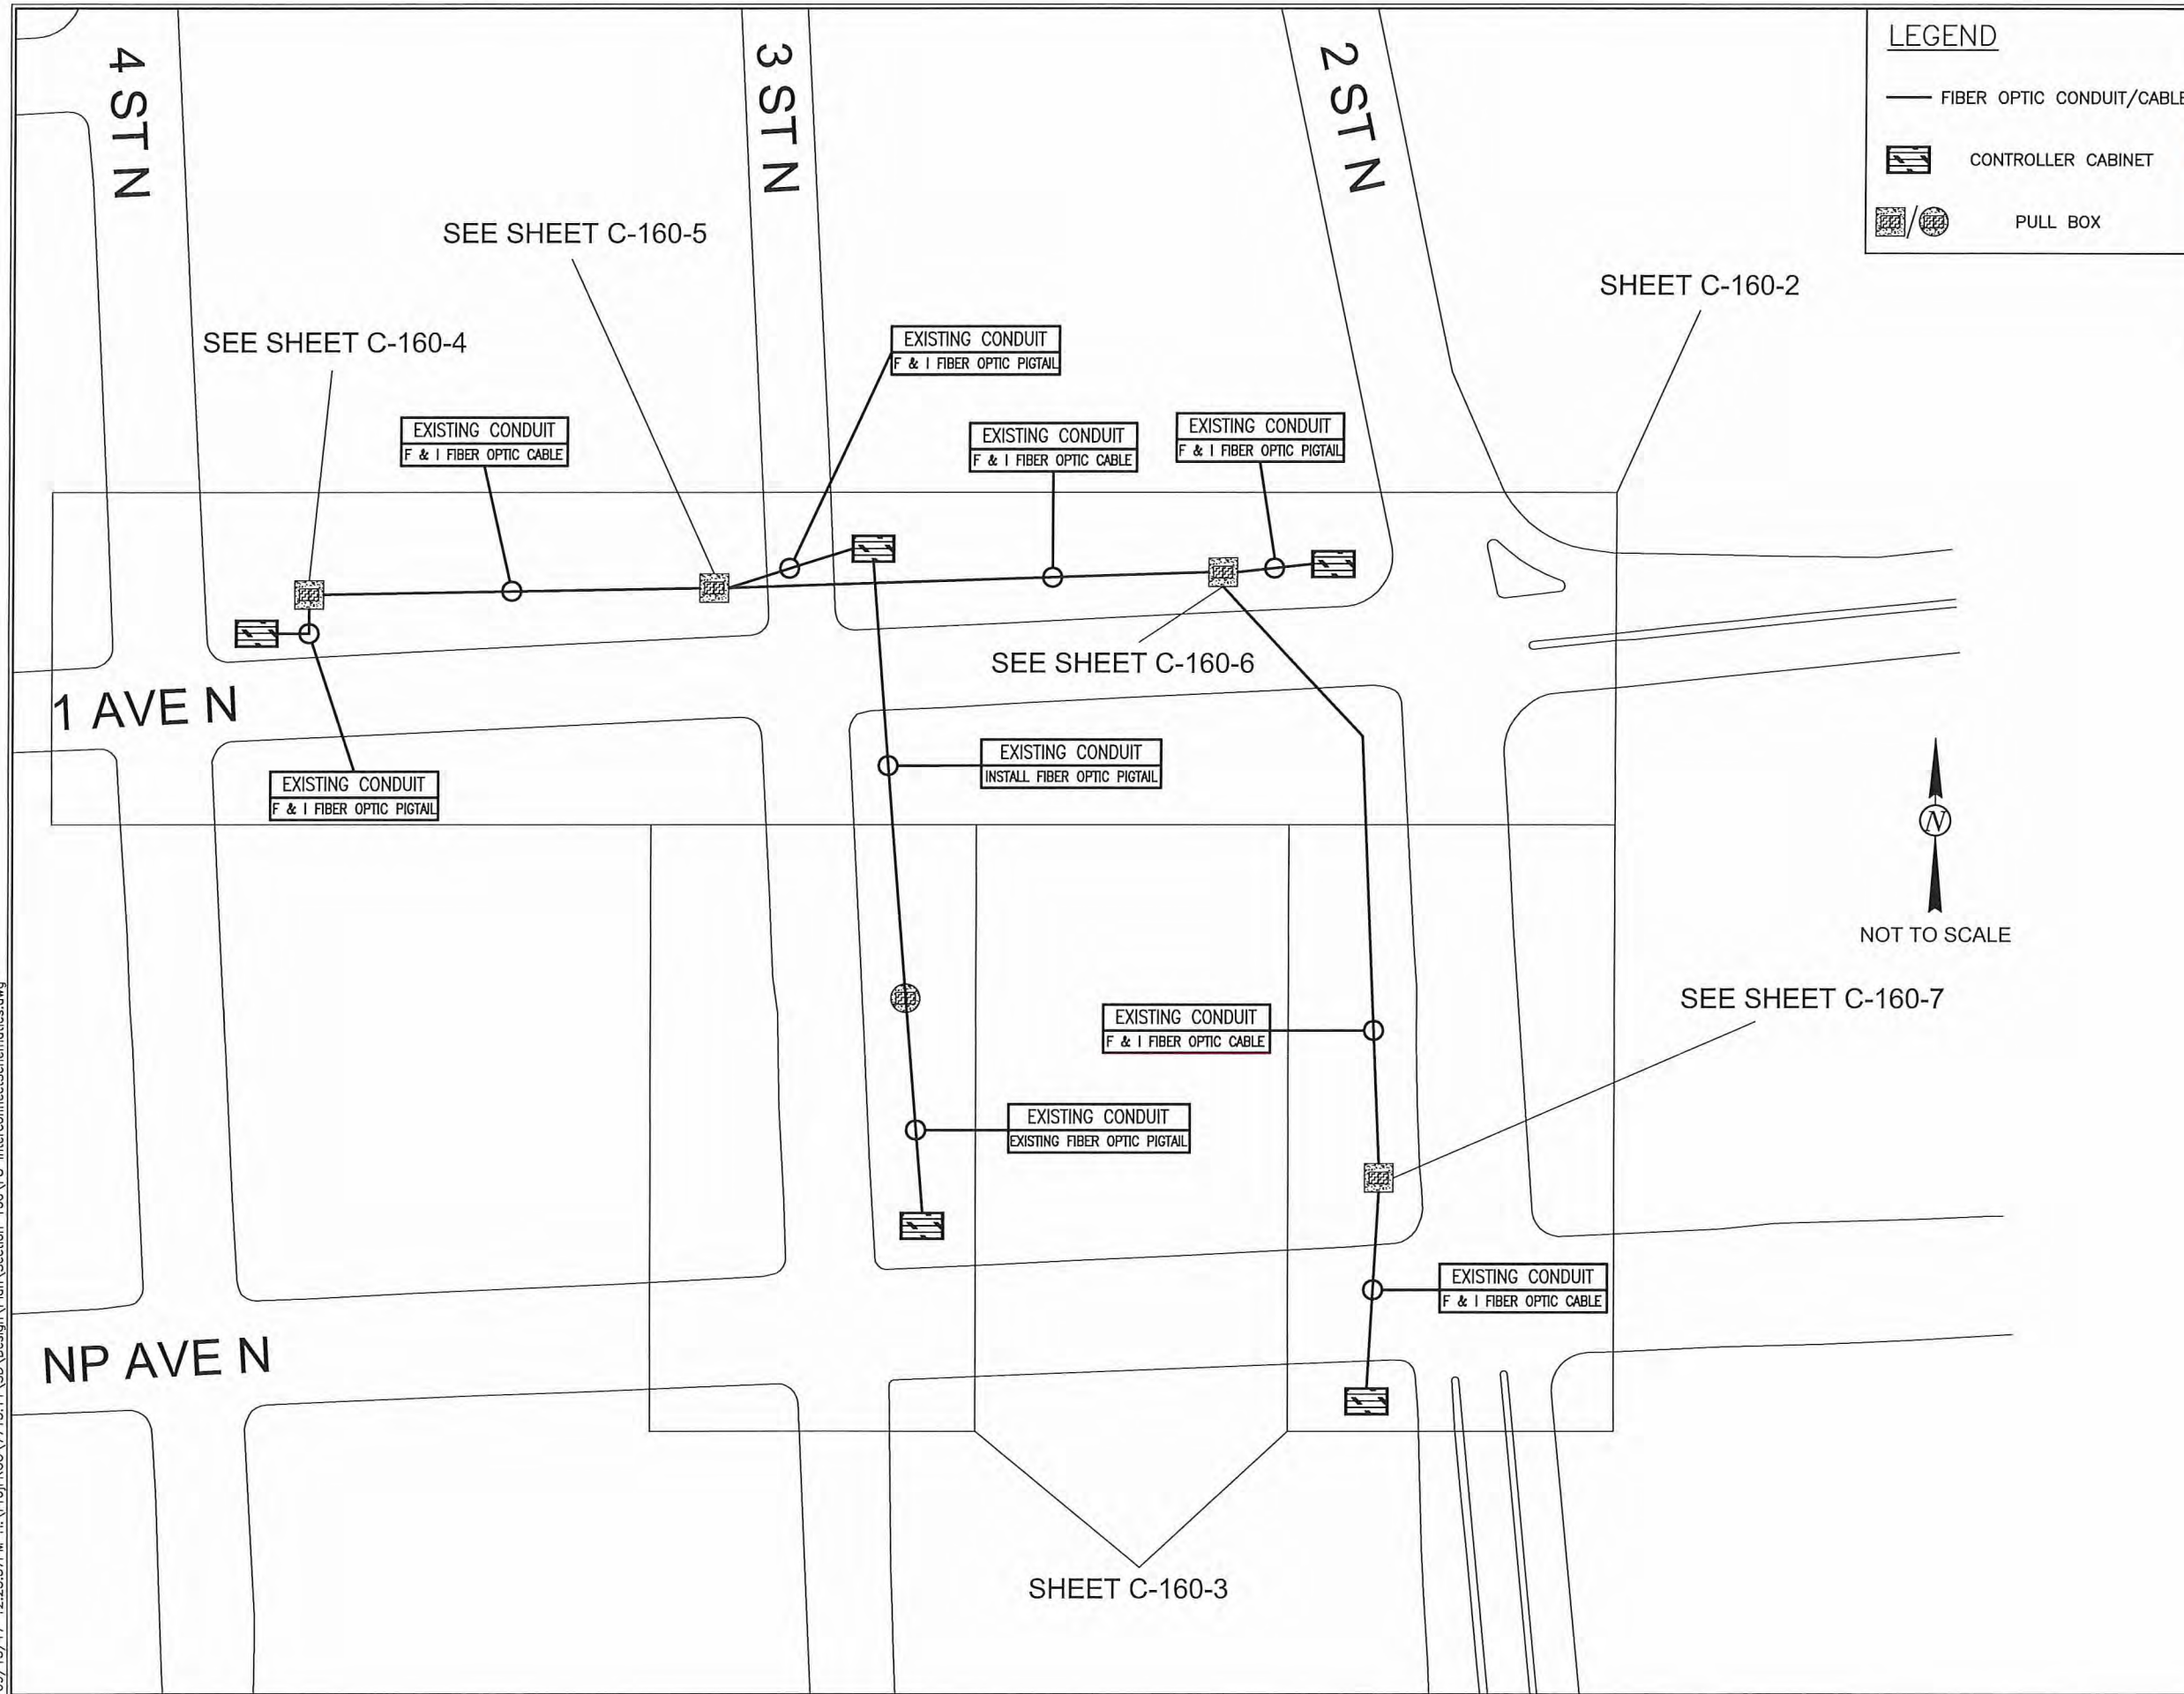 LEGEND
FIBER OPTIC CONDUIT/CABLE
CONTROLLER CABINET
/ PULL BOX
4 ST N
3 ST N
2 ST N
SEE SHEET C-160-5
SHEET C-160-2
SEE SHEET C-160-4
EXISTING CONDUIT
F & I FIBER OPTIC PIGTAIL
EXISTING CONDUIT
F & I FIBER OPTIC CABLE
EXISTING CONDUIT
F & I FIBER OPTIC CABLE
EXISTING CONDUIT
F & I FIBER OPTIC PIGTAIL
SEE SHEET C-160-6
1 AVE N
EXISTING CONDUIT
INSTALL FIBER OPTIC PIGTAIL
EXISTING CONDUIT
F & I FIBER OPTIC PIGTAIL
N
NOT TO SCALE
SEE SHEET C-160-7
EXISTING CONDUIT
F & I FIBER OPTIC CABLE
EXISTING CONDUIT
EXISTING FIBER OPTIC PIGTAIL
EXISTING CONDUIT
F & I FIBER OPTIC CABLE
NP AVE N
SHEET C-160-3